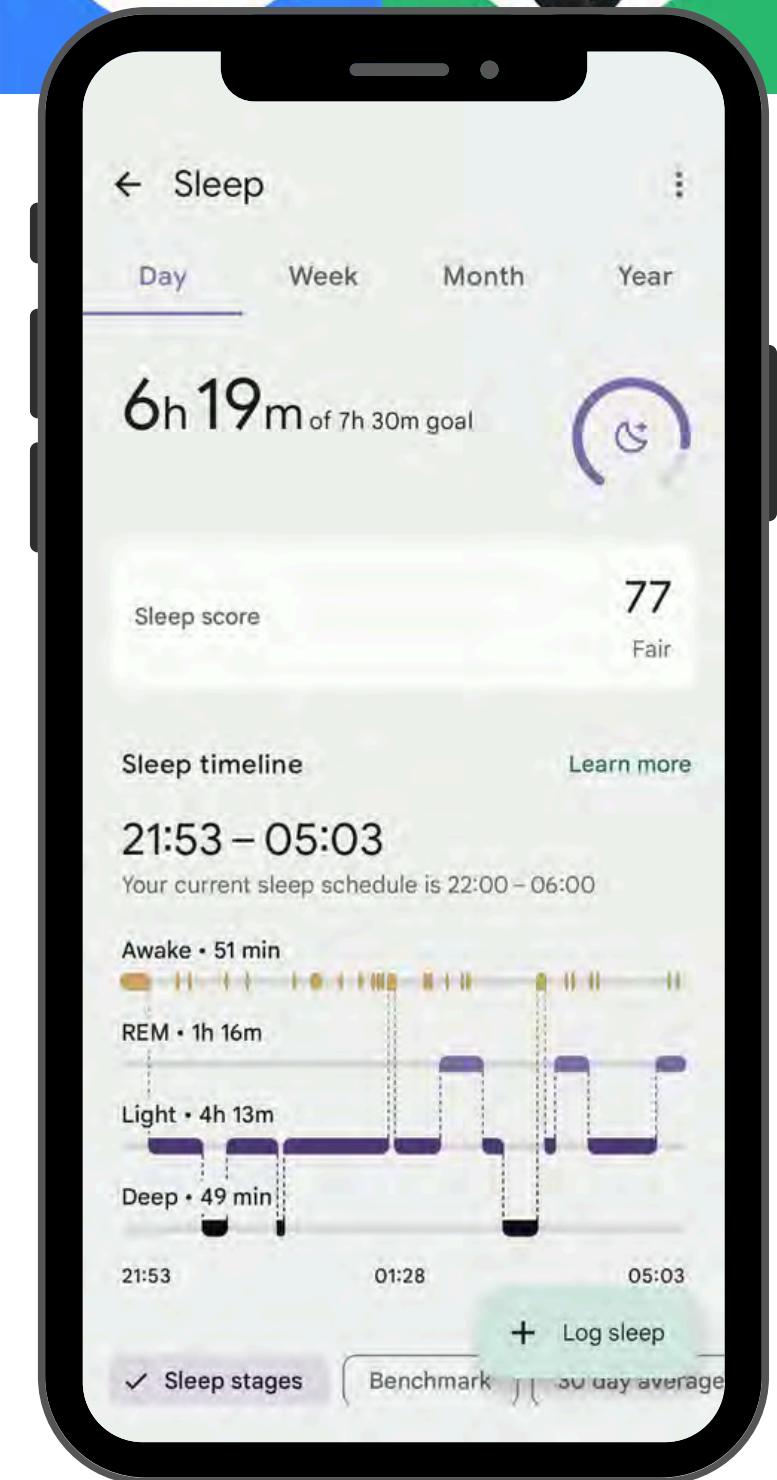 Sleep
Day Week Month Year
6h 19m of 7h 30m goal
Sleep score
77
Fair
Sleep timeline Learn more
21:53 – 05:03
Your current sleep schedule is 22:00 – 06:00
Awake • 51 min
REM • 1h 16m
Light • 4h 13m
Deep • 49 min
21:53 01:28 05:03
+ Log sleep
Sleep stages Benchmark 30 day average